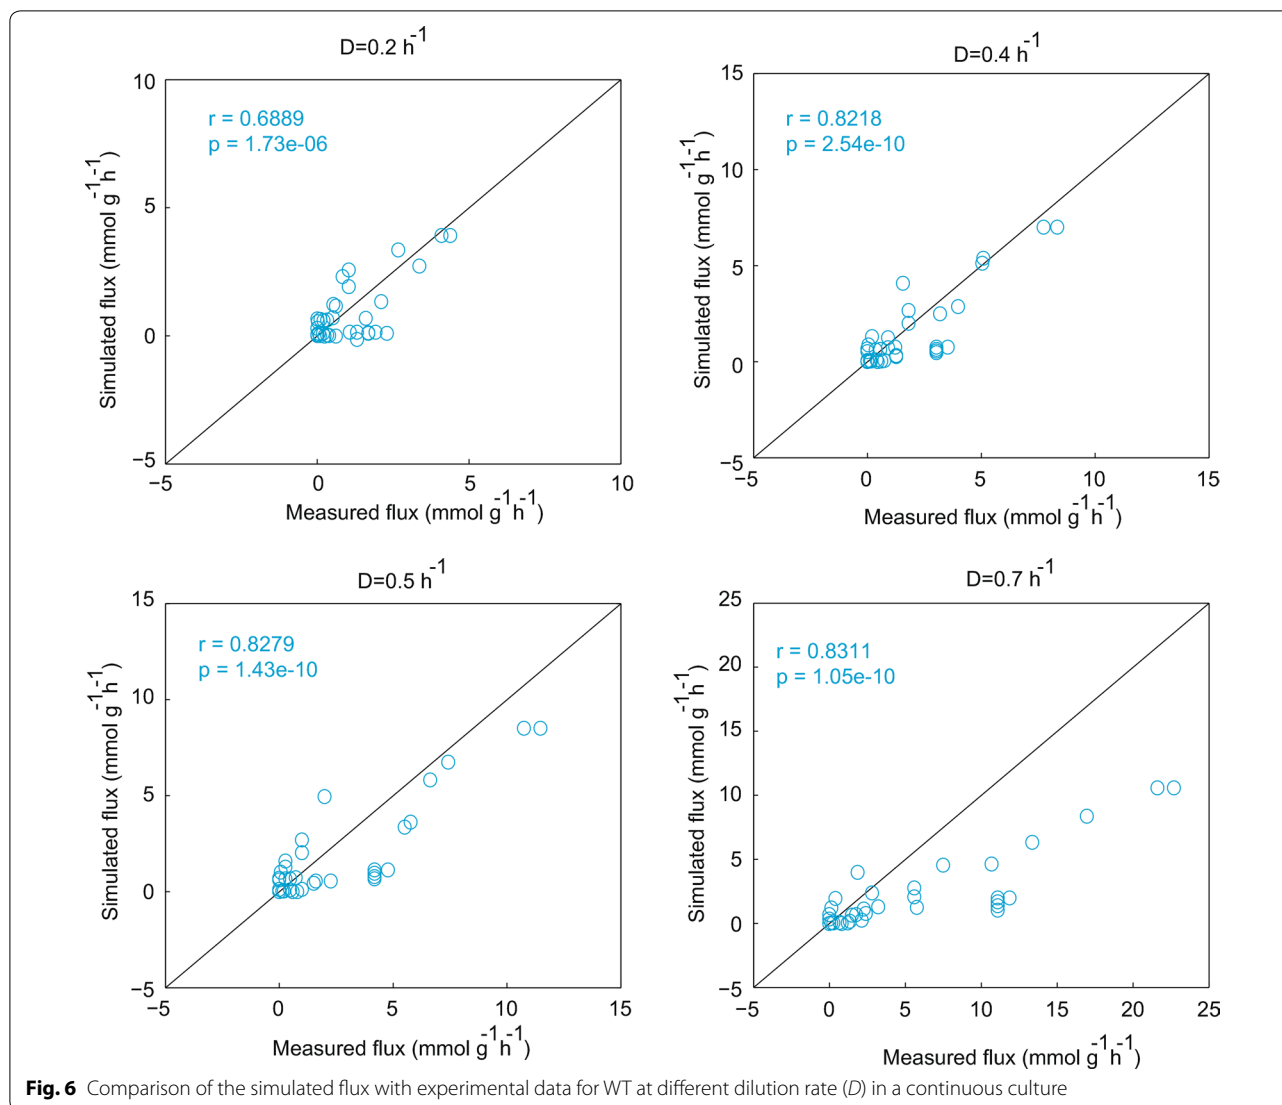 D=0.2 h-1
10
5
0
−5
−5
0
5
10
r = 0.6889
p = 1.73e-06
Simulated flux (mmol g-1h-1)
Measured flux (mmol g-1h-1)
D=0.4 h-1
15
10
5
0
−5
−5
0
5
10
15
r = 0.8218
p = 2.54e-10
Simulated flux (mmol g-1h-1)
Measured flux (mmol g-1h-1)
D=0.5 h-1
15
10
5
0
−5
−5
0
5
10
15
r = 0.8279
p = 1.43e-10
Simulated flux (mmol g-1h-1)
Measured flux (mmol g-1h-1)
D=0.7 h-1
25
20
15
10
5
0
−5
−5
0
5
10
15
20
25
r = 0.8311
p = 1.05e-10
Simulated flux (mmol g-1h-1)
Measured flux (mmol g-1h-1)
Fig. 6 Comparison of the simulated flux with experimental data for WT at different dilution rate (D) in a continuous culture